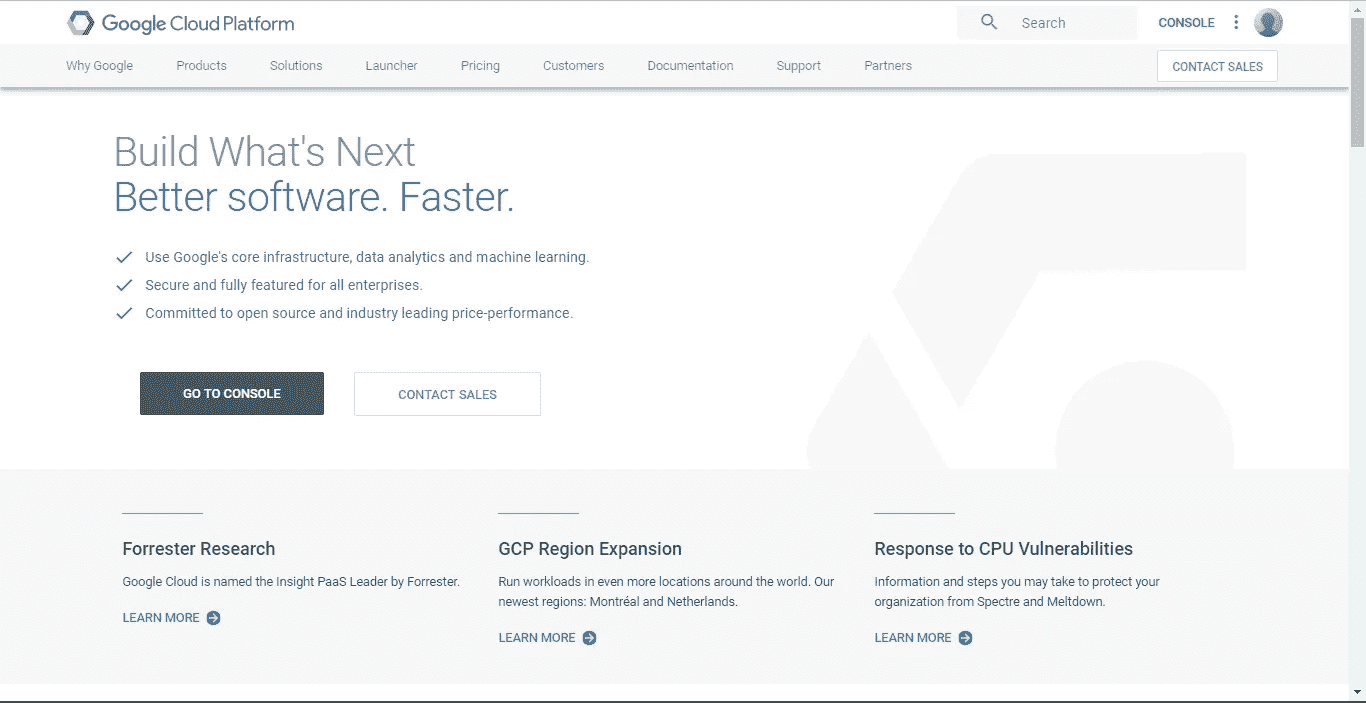 Google Cloud Platform
Search
CONSOLE
Why Google
Products
Solutions
Launcher
Pricing
Customers
Documentation
Support
Partners
CONTACT SALES
Build What's Next
Better software. Faster.
Use Google's core infrastructure, data analytics and machine learning.
Secure and fully featured for all enterprises.
Committed to open source and industry leading price-performance.
GO TO CONSOLE
CONTACT SALES
Forrester Research
Google Cloud is named the Insight PaaS Leader by Forrester.
LEARN MORE
GCP Region Expansion
Run workloads in even more locations around the world. Our
newest regions: Montréal and Netherlands.
LEARN MORE
Response to CPU Vulnerabilities
Information and steps you may take to protect your
organization from Spectre and Meltdown.
LEARN MORE